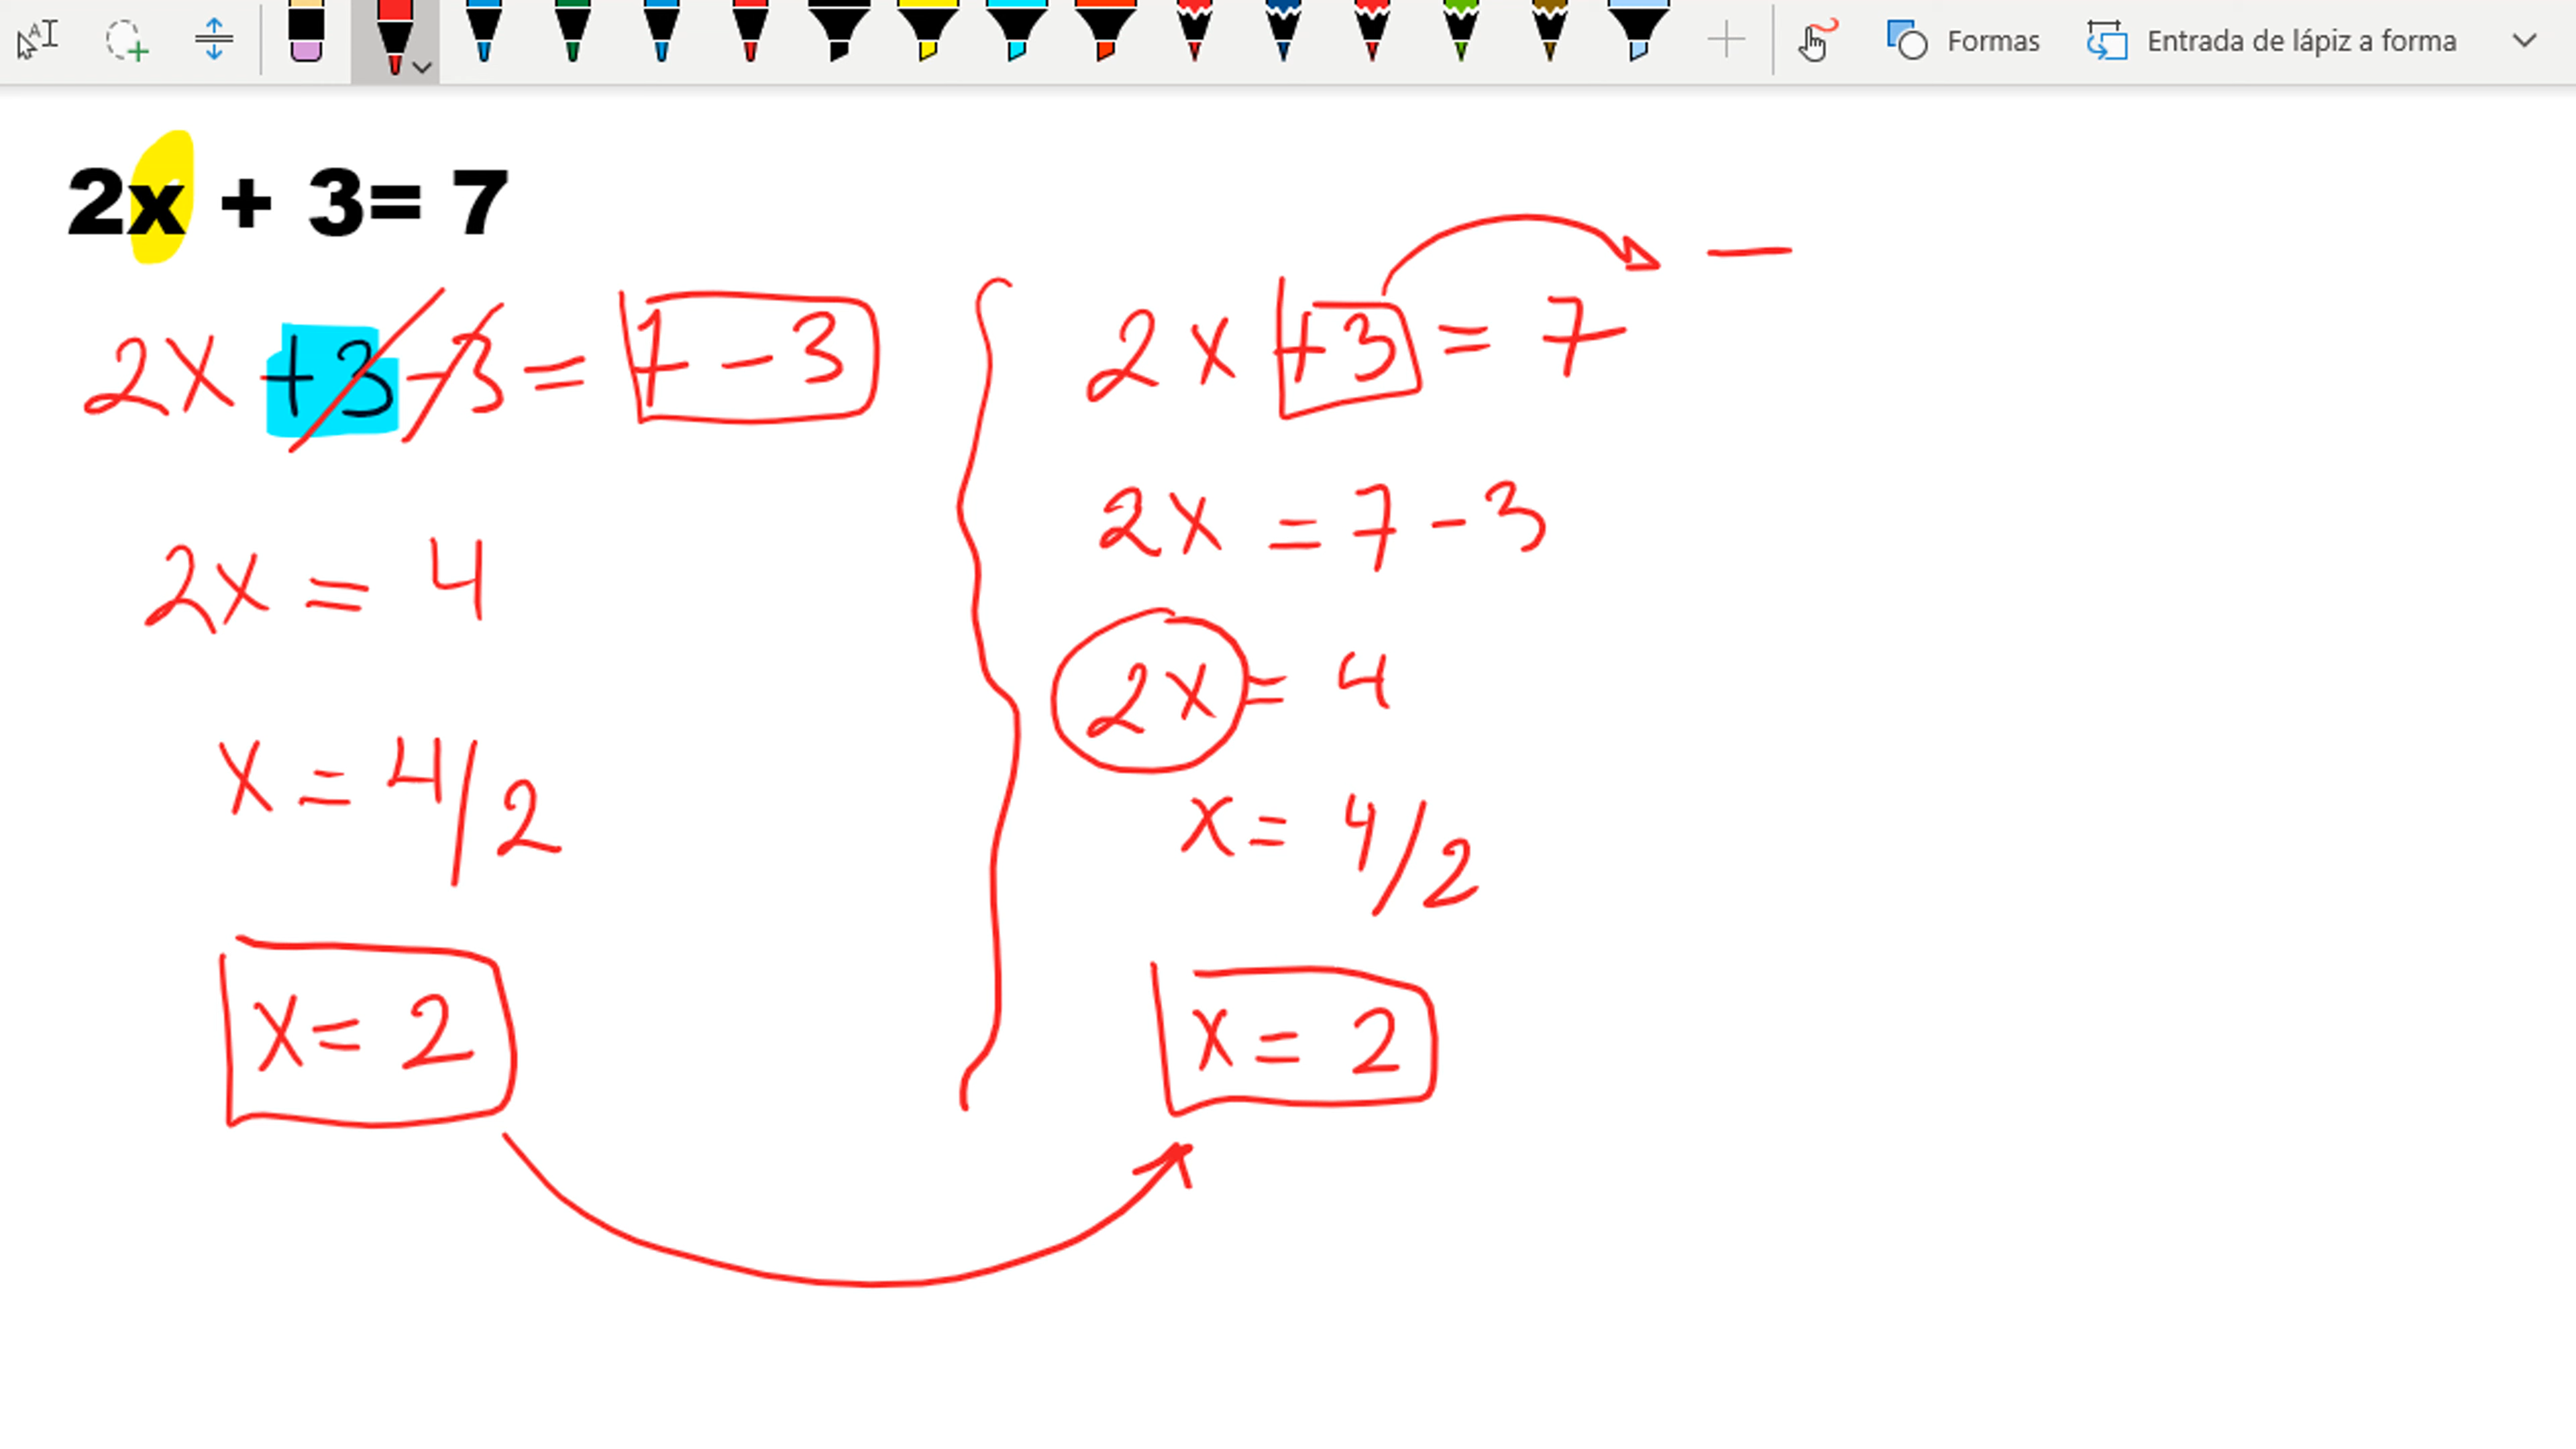 Formas
Entrada de lápiz a forma
2x + 3= 7
2x +3 -3 = 7 - 3
2x = 4
x = 4/2
x = 2
2x +3 = 7
—
2x = 7 - 3
2x = 4
x = 4/2
x = 2